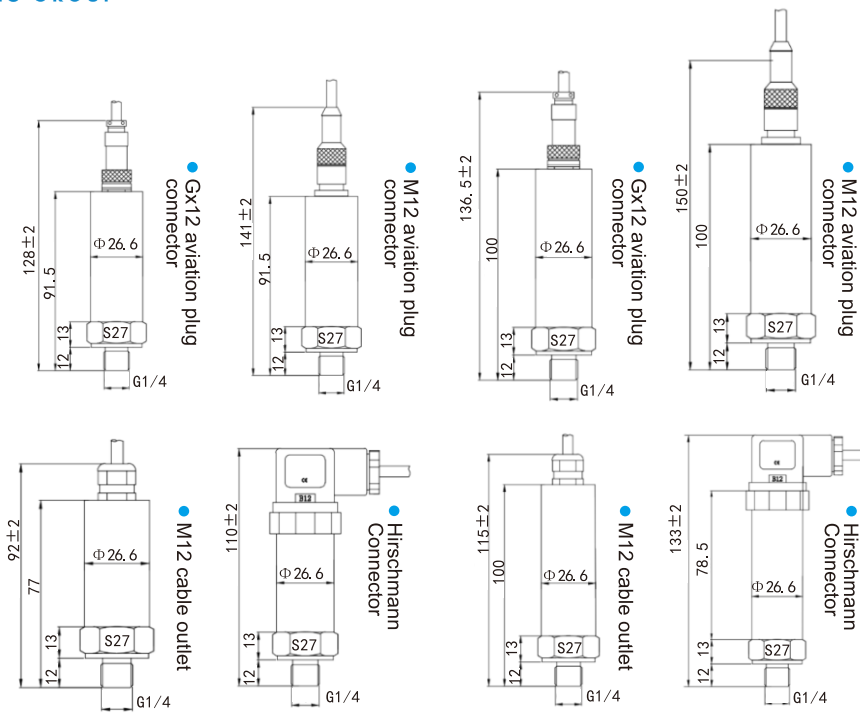 128±2
91.5
13
12
Φ26.6
S27
G1/4
Gx12 aviation plug
connector
141±2
91.5
13
12
Φ26.6
S27
G1/4
M12 aviation plug
connector
136.5±2
100
13
12
Φ26.6
S27
G1/4
Gx12 aviation plug
connector
150±2
100
13
12
Φ26.6
S27
G1/4
M12 aviation plug
connector
92±2
77
13
12
Φ26.6
S27
G1/4
M12 cable outlet
110±2
13
12
CE
B12
Φ26.6
S27
G1/4
Hirschmann
Connector
115±2
100
13
12
Φ26.6
S27
G1/4
M12 cable outlet
133±2
78.5
13
12
CE
B12
Φ26.6
S27
G1/4
Hirschmann
Connector